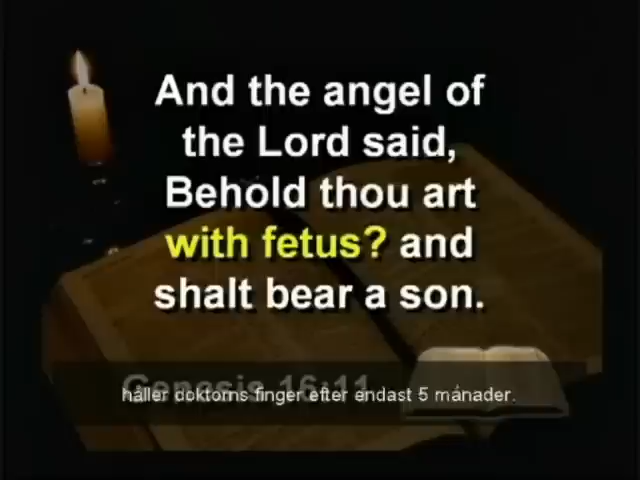 And the angel of
the Lord said,
Behold thou art
with fetus? and
shalt bear a son.
Genesis 16:11
håller doktorns finger efter endast 5 månader.